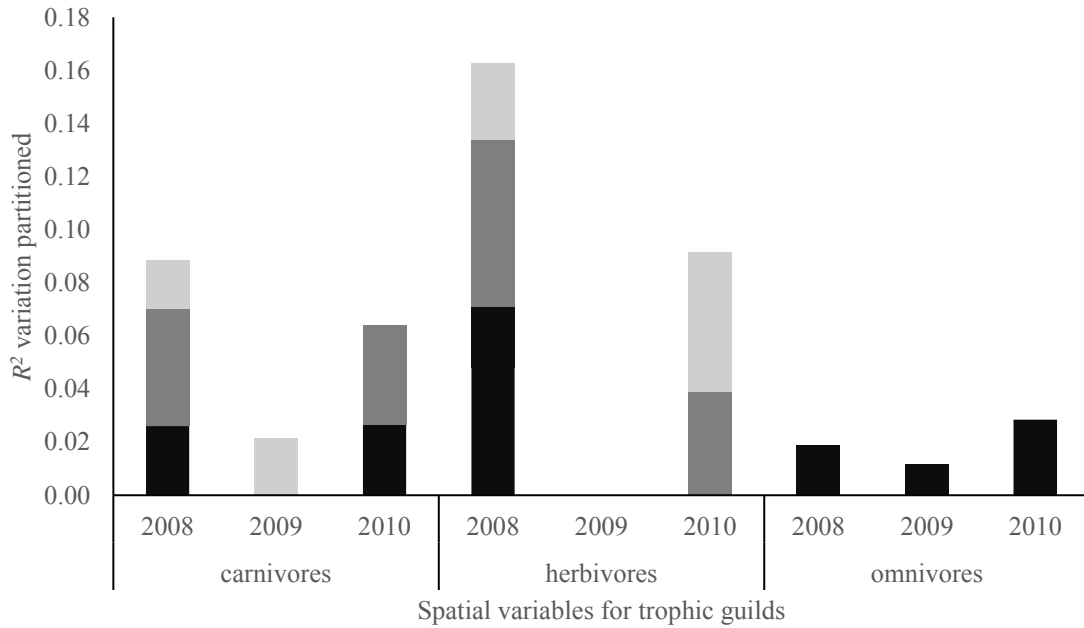 0.18
0.16
0.14
0.12
0.10
0.08
0.06
0.04
0.02
0.00
R² variation partitioned
2008 2009 2010 2008 2009 2010 2008 2009 2010
carnivores herbivores omnivores
Spatial variables for trophic guilds